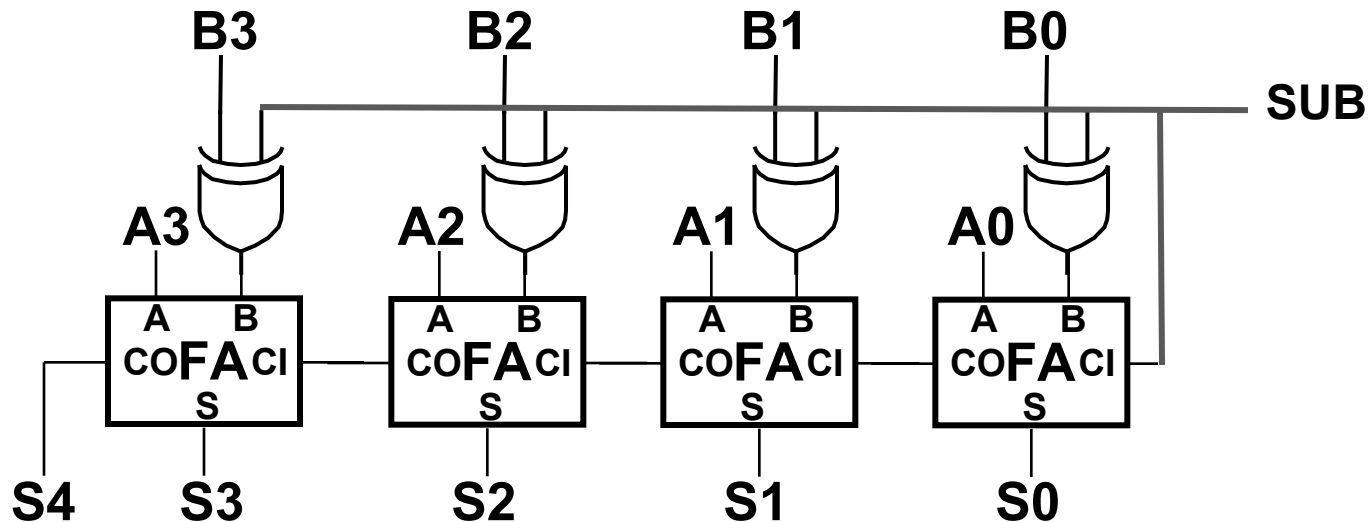 B3 B2 B1 B0
SUB
A3 A2 A1 A0
A B A B A B A B
CO FA CI CO FA CI CO FA CI CO FA CI
S S S S
S4 S3 S2 S1 S0